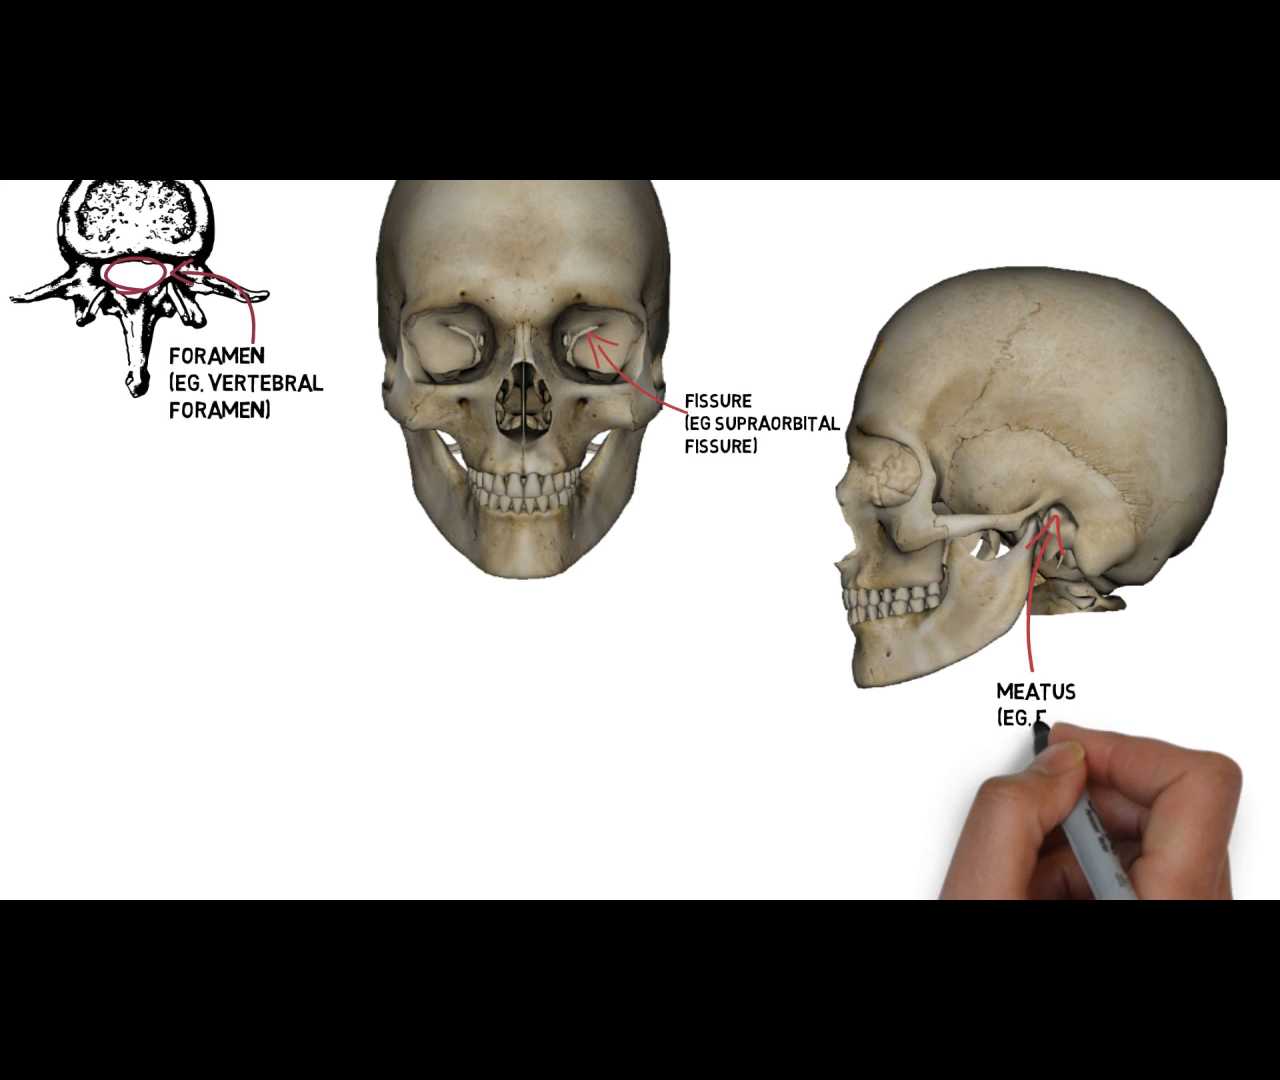 FORAMEN
(EG. VERTEBRAL
FORAMEN)
FISSURE
(EG SUPRAORBITAL
FISSURE)
MEATUS
(EG. E